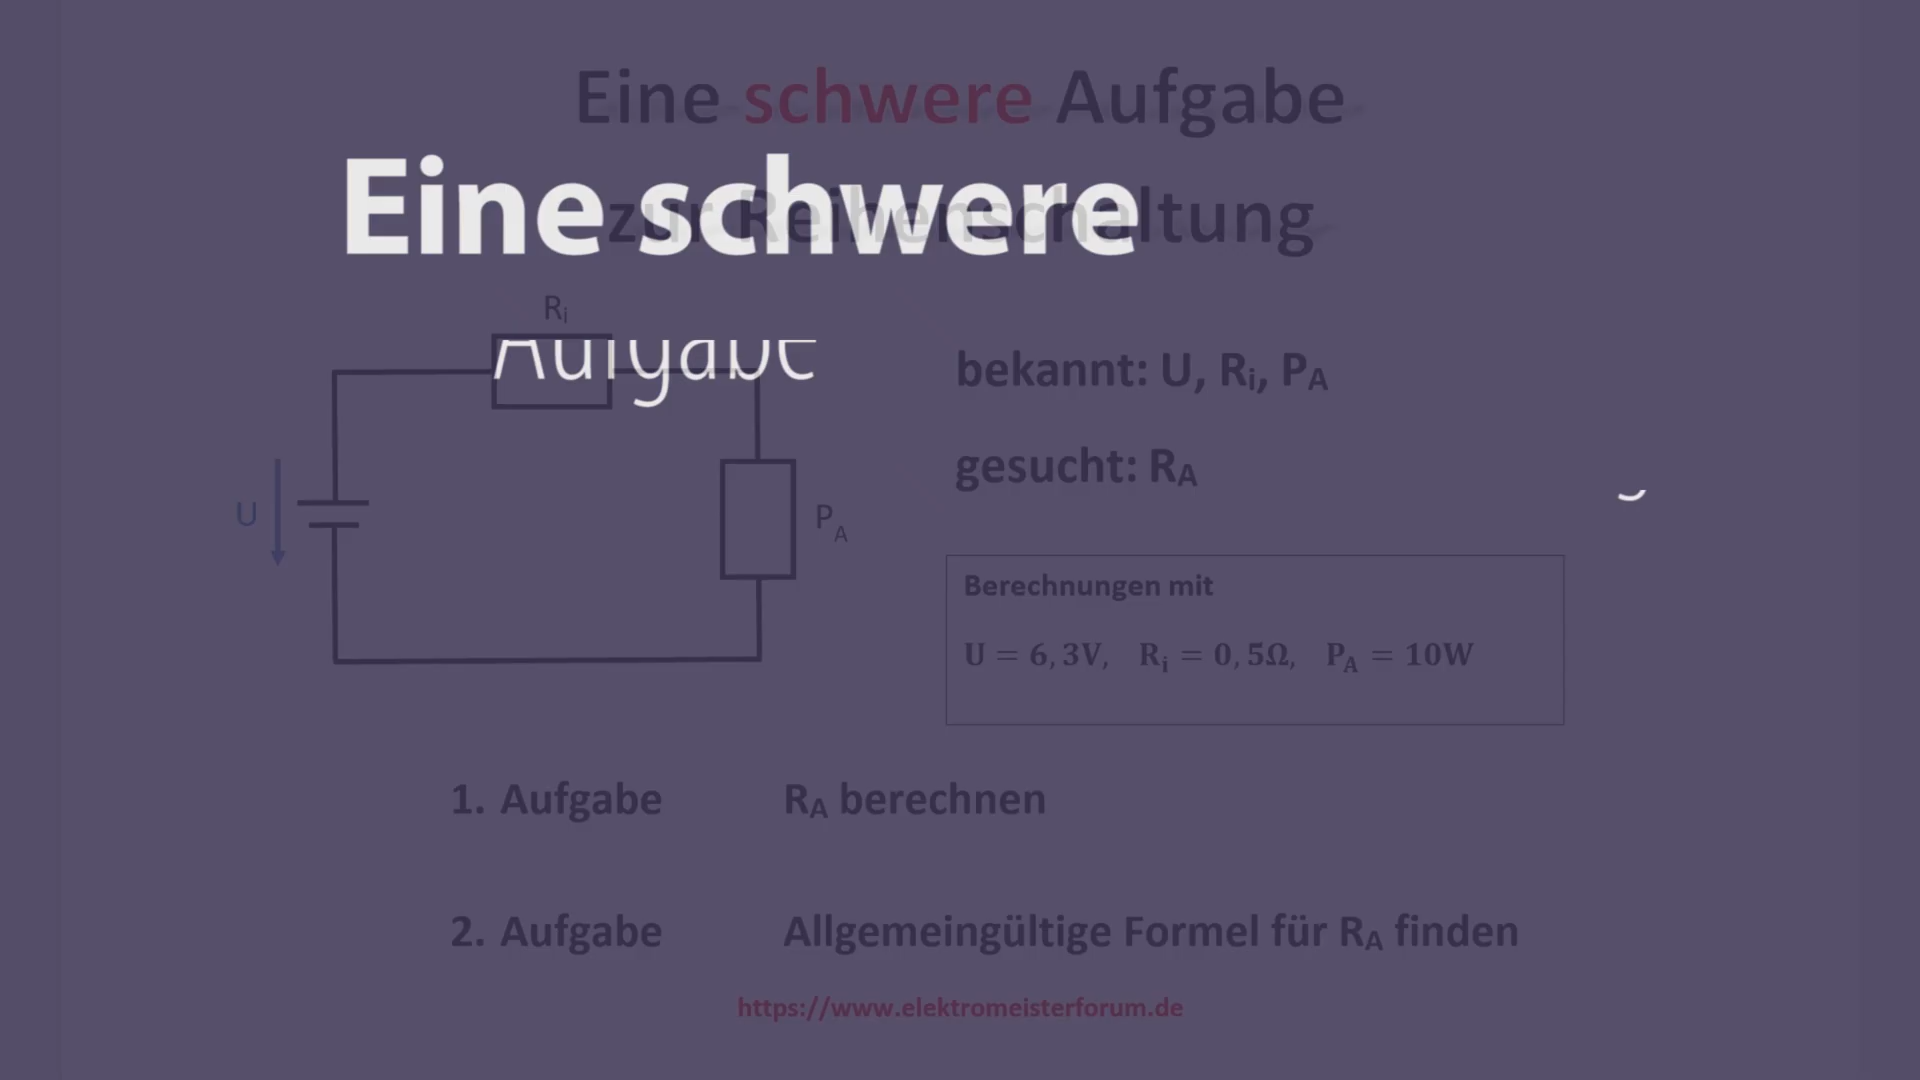 Eine schwere Aufgabe
Eine schwere
zur Reihenschaltung
Aufgabe
Ri
bekannt: U, Ri, PA
gesucht: RA
U
PA
Berechnungen mit
U = 6,3V, Ri = 0,5Ω, PA = 10W
1. Aufgabe RA berechnen
2. Aufgabe Allgemeingültige Formel für RA finden
https://www.elektromeisterforum.de